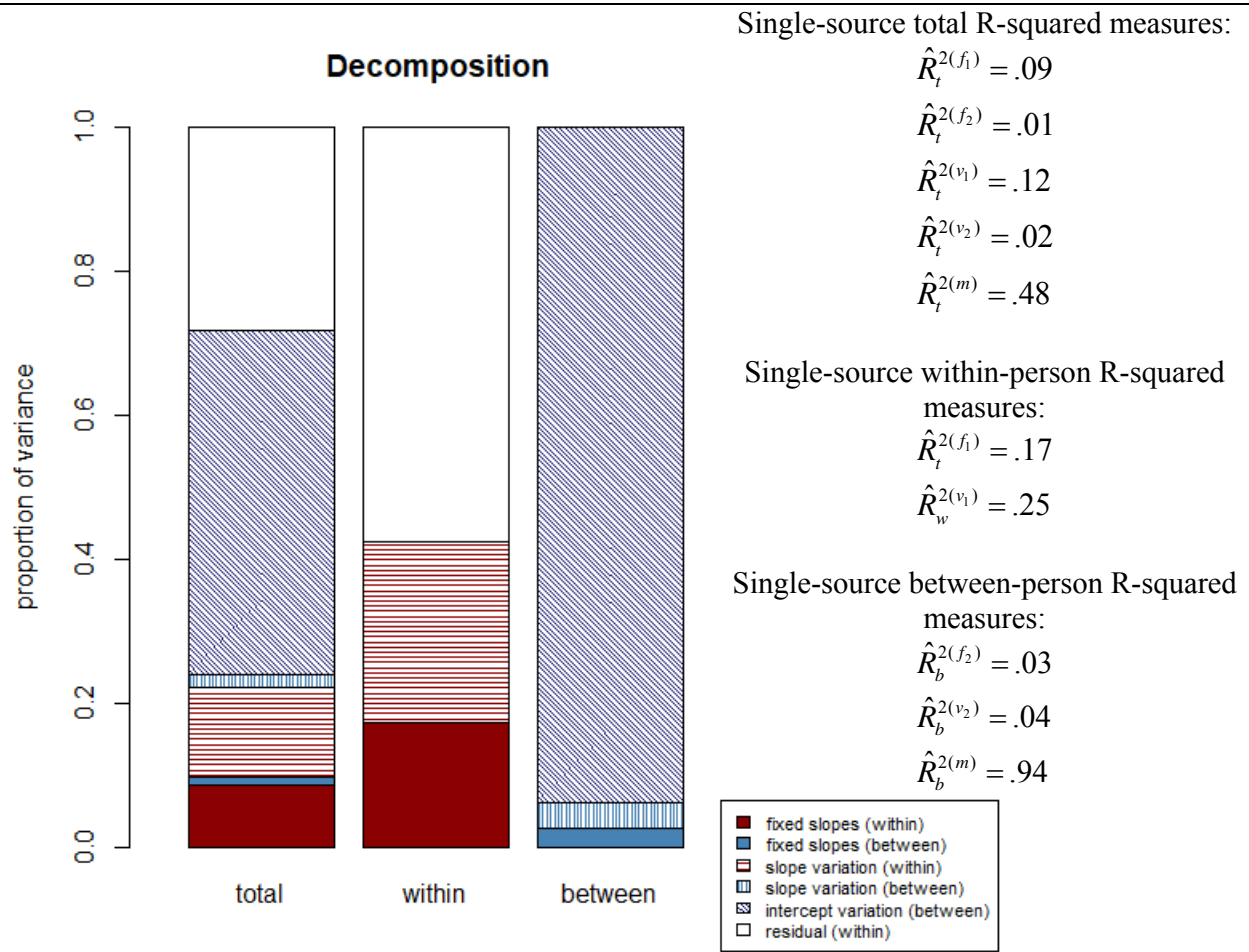 Decomposition
proportion of variance
1.0
0.8
0.6
0.4
0.2
0.0
total within between
Single-source total R-squared measures:
R̂ₜ²⁽ᶠ¹⁾ = .09
R̂ₜ²⁽ᶠ²⁾ = .01
R̂ₜ²⁽ᵛ¹⁾ = .12
R̂ₜ²⁽ᵛ²⁾ = .02
R̂ₜ²⁽ᵐ⁾ = .48
Single-source within-person R-squared
measures:
R̂ₜ²⁽ᶠ¹⁾ = .17
R̂_w²⁽ᵛ¹⁾ = .25
Single-source between-person R-squared
measures:
R̂_b²⁽ᶠ²⁾ = .03
R̂_b²⁽ᵛ²⁾ = .04
R̂_b²⁽ᵐ⁾ = .94
fixed slopes (within)
fixed slopes (between)
slope variation (within)
slope variation (between)
intercept variation (between)
residual (within)